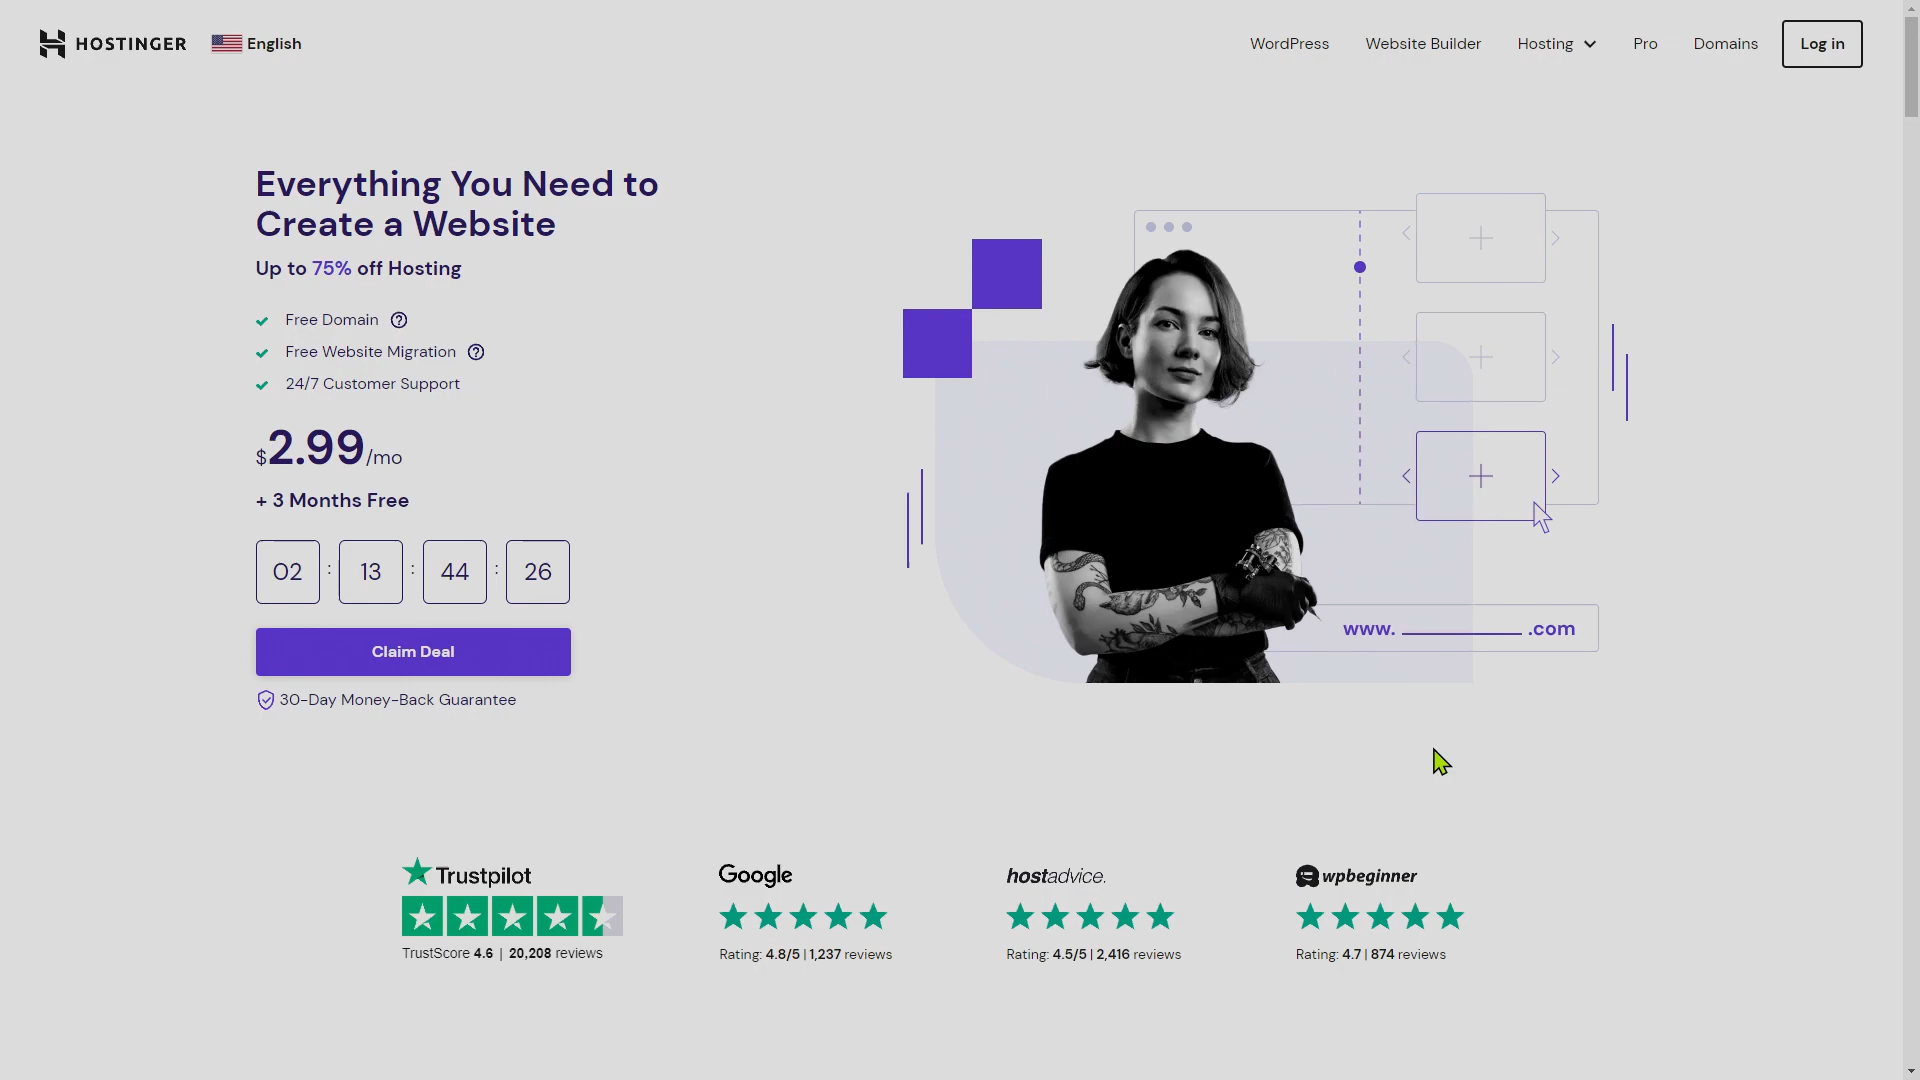 HOSTINGER
English
WordPress
Website Builder
Hosting
Pro
Domains
Log in
Everything You Need to
Create a Website
Up to 75% off Hosting
Free Domain
Free Website Migration
24/7 Customer Support
$2.99/mo
+ 3 Months Free
02 : 13 : 44 : 26
Claim Deal
30-Day Money-Back Guarantee
www. ________ .com
Trustpilot
TrustScore 4.6 | 20,208 reviews
Google
Rating: 4.8/5 | 1,237 reviews
hostadvice.
Rating: 4.5/5 | 2,416 reviews
wpbeginner
Rating: 4.7 | 874 reviews